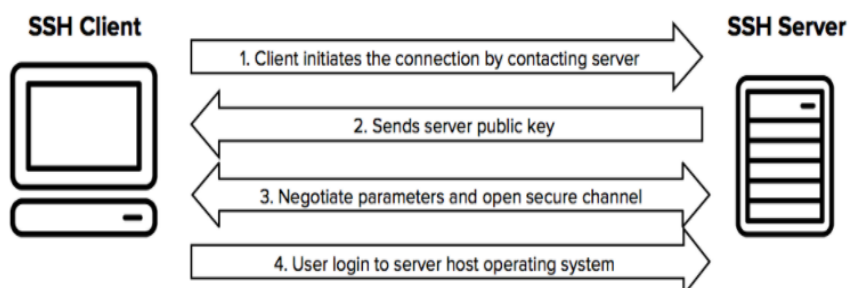 SSH Client
SSH Server
1. Client initiates the connection by contacting server
2. Sends server public key
3. Negotiate parameters and open secure channel
4. User login to server host operating system